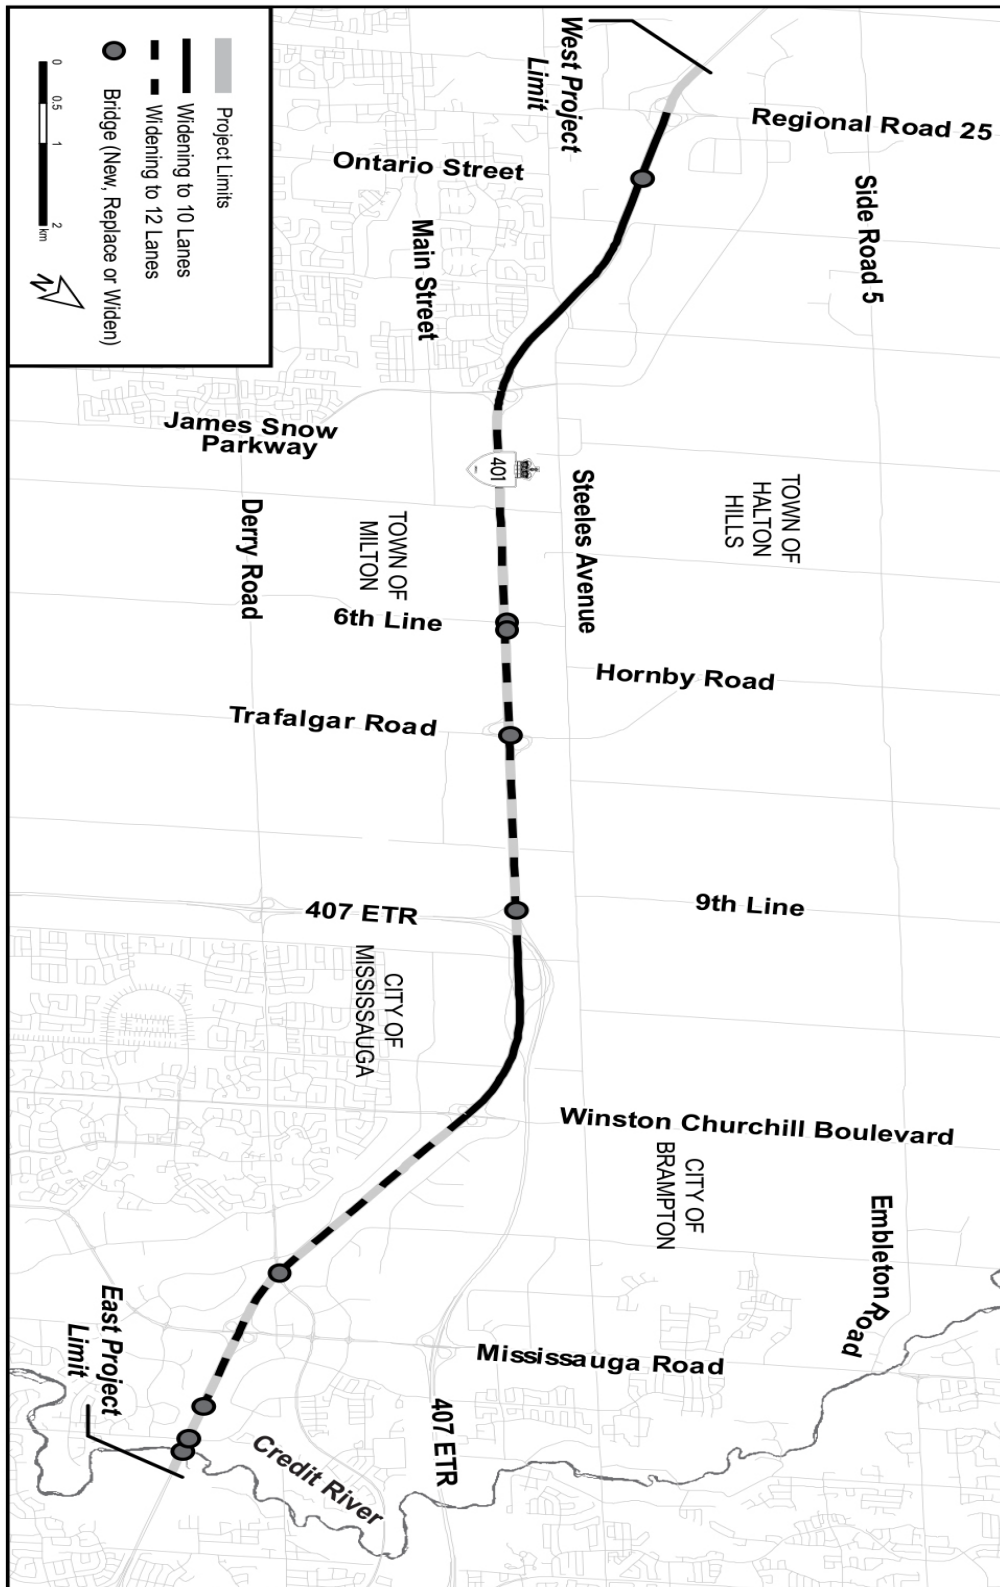 Regional Road 25
West Project
Limit
Ontario Street
Side Road 5
Main Street
James Snow
Parkway
401
Steeles Avenue
TOWN OF
HALTON
HILLS
Derry Road
TOWN OF
MILTON
6th Line
Hornby Road
Trafalgar Road
407 ETR
9th Line
CITY OF
MISSISSAUGA
Winston Churchill Boulevard
CITY OF
BRAMPTON
Embleton Road
Mississauga Road
East Project
Limit
407 ETR
Credit River
Project Limits
Widening to 10 Lanes
Widening to 12 Lanes
Bridge (New, Replace or Widen)
0 0.5 1 2
km
N